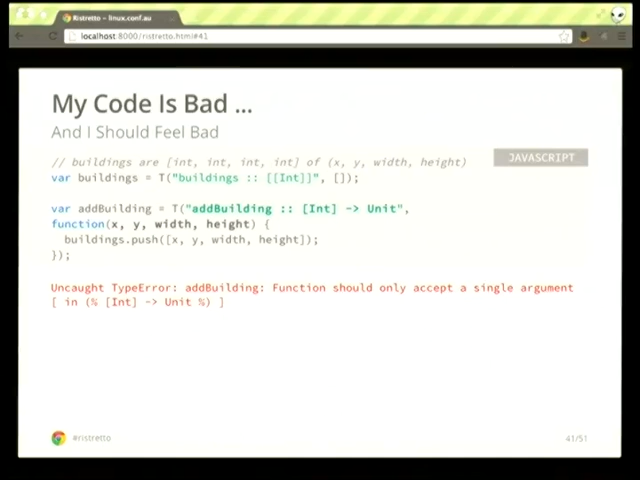 Ristretto – linux.conf.au
localhost:8000/ristretto.html#41
My Code Is Bad ...
And I Should Feel Bad
JAVASCRIPT
// buildings are [int, int, int, int] of (x, y, width, height)
var buildings = T("buildings :: [[Int]]", []);
var addBuilding = T("addBuilding :: [Int] -> Unit",
function(x, y, width, height) {
buildings.push([x, y, width, height]);
});
Uncaught TypeError: addBuilding: Function should only accept a single argument
[ in (% [Int] -> Unit %) ]
#ristretto
41/51